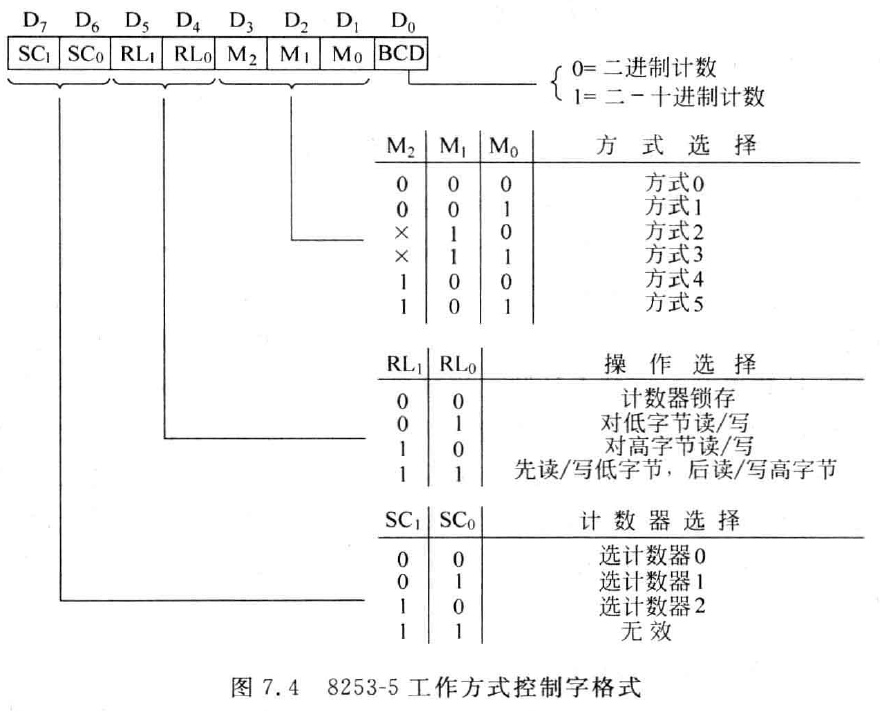 D₇ D₆ D₅ D₄ D₃ D₂ D₁ D₀
SC₁ SC₀ RL₁ RL₀ M₂ M₁ M₀ BCD
0=二进制计数
1=二-十进制计数
M₂ M₁ M₀ 方式选择
0 0 0 方式0
0 0 1 方式1
× 1 0 方式2
× 1 1 方式3
1 0 0 方式4
1 0 1 方式5
RL₁ RL₀ 操作选择
0 0 计数器锁存
0 1 对低字节读/写
1 0 对高字节读/写
1 1 先读/写低字节，后读/写高字节
SC₁ SC₀ 计数器选择
0 0 选计数器0
0 1 选计数器1
1 0 选计数器2
1 1 无效
图 7.4 8253-5 工作方式控制字格式